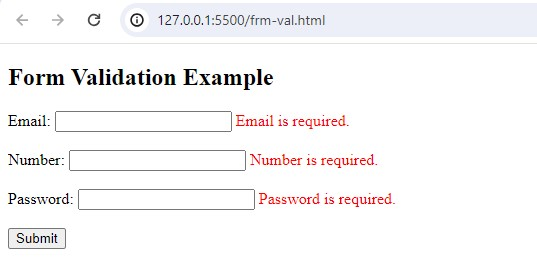 127.0.0.1:5500/frm-val.html
Form Validation Example
Email: Email is required.
Number: Number is required.
Password: Password is required.
Submit